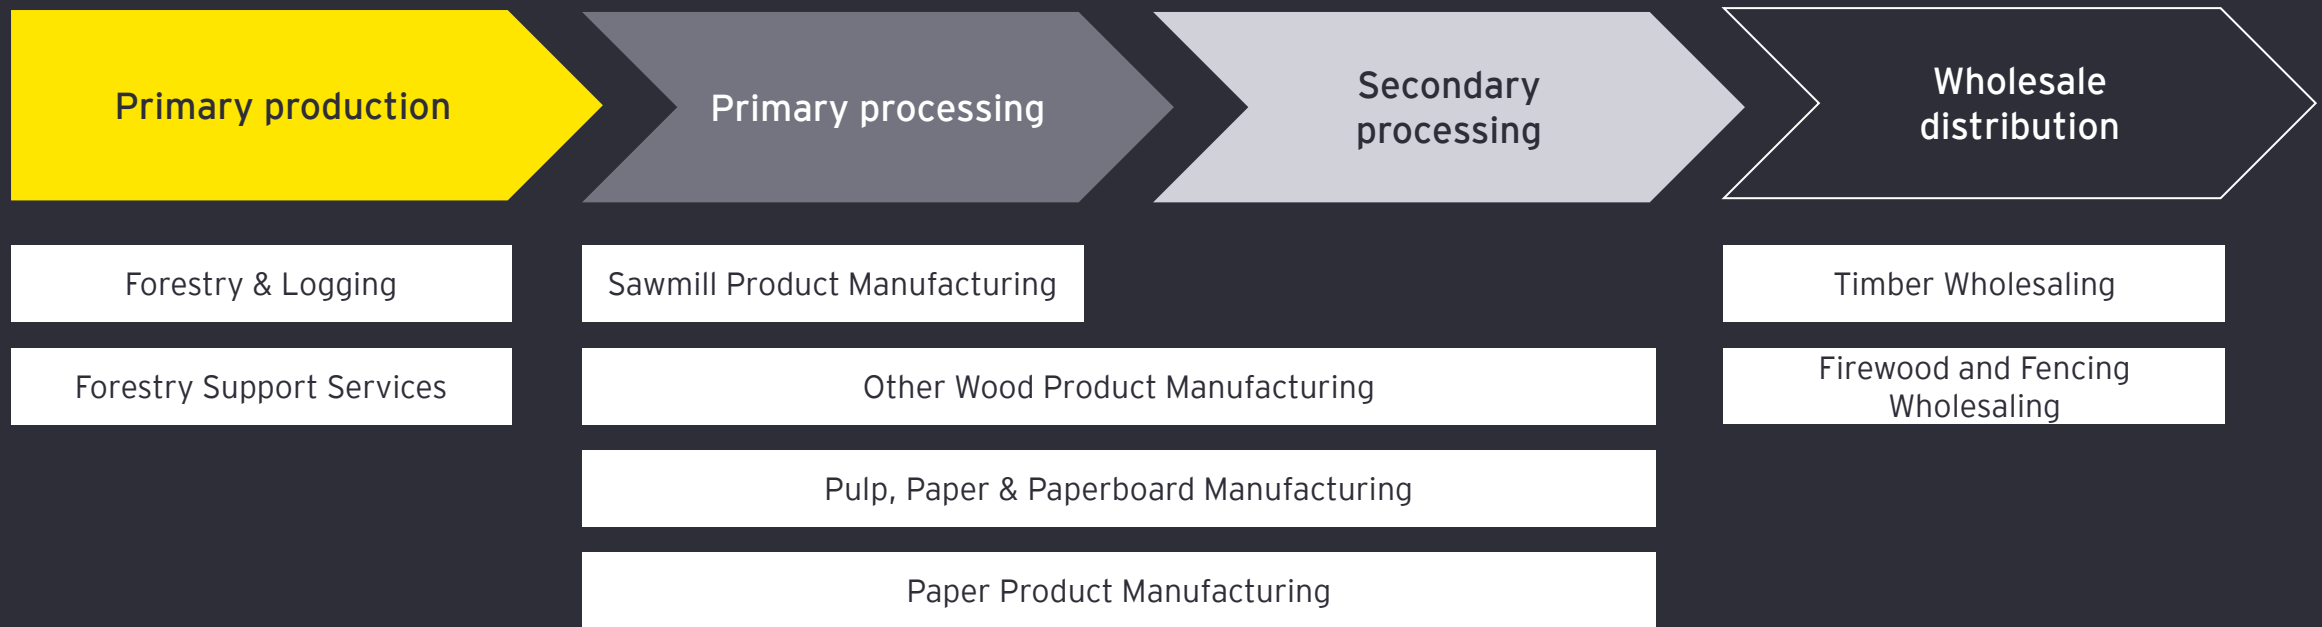 Primary production
Primary processing
Secondary
processing
Wholesale
distribution
Forestry & Logging
Sawmill Product Manufacturing
Timber Wholesaling
Forestry Support Services
Other Wood Product Manufacturing
Firewood and Fencing
Wholesaling
Pulp, Paper & Paperboard Manufacturing
Paper Product Manufacturing